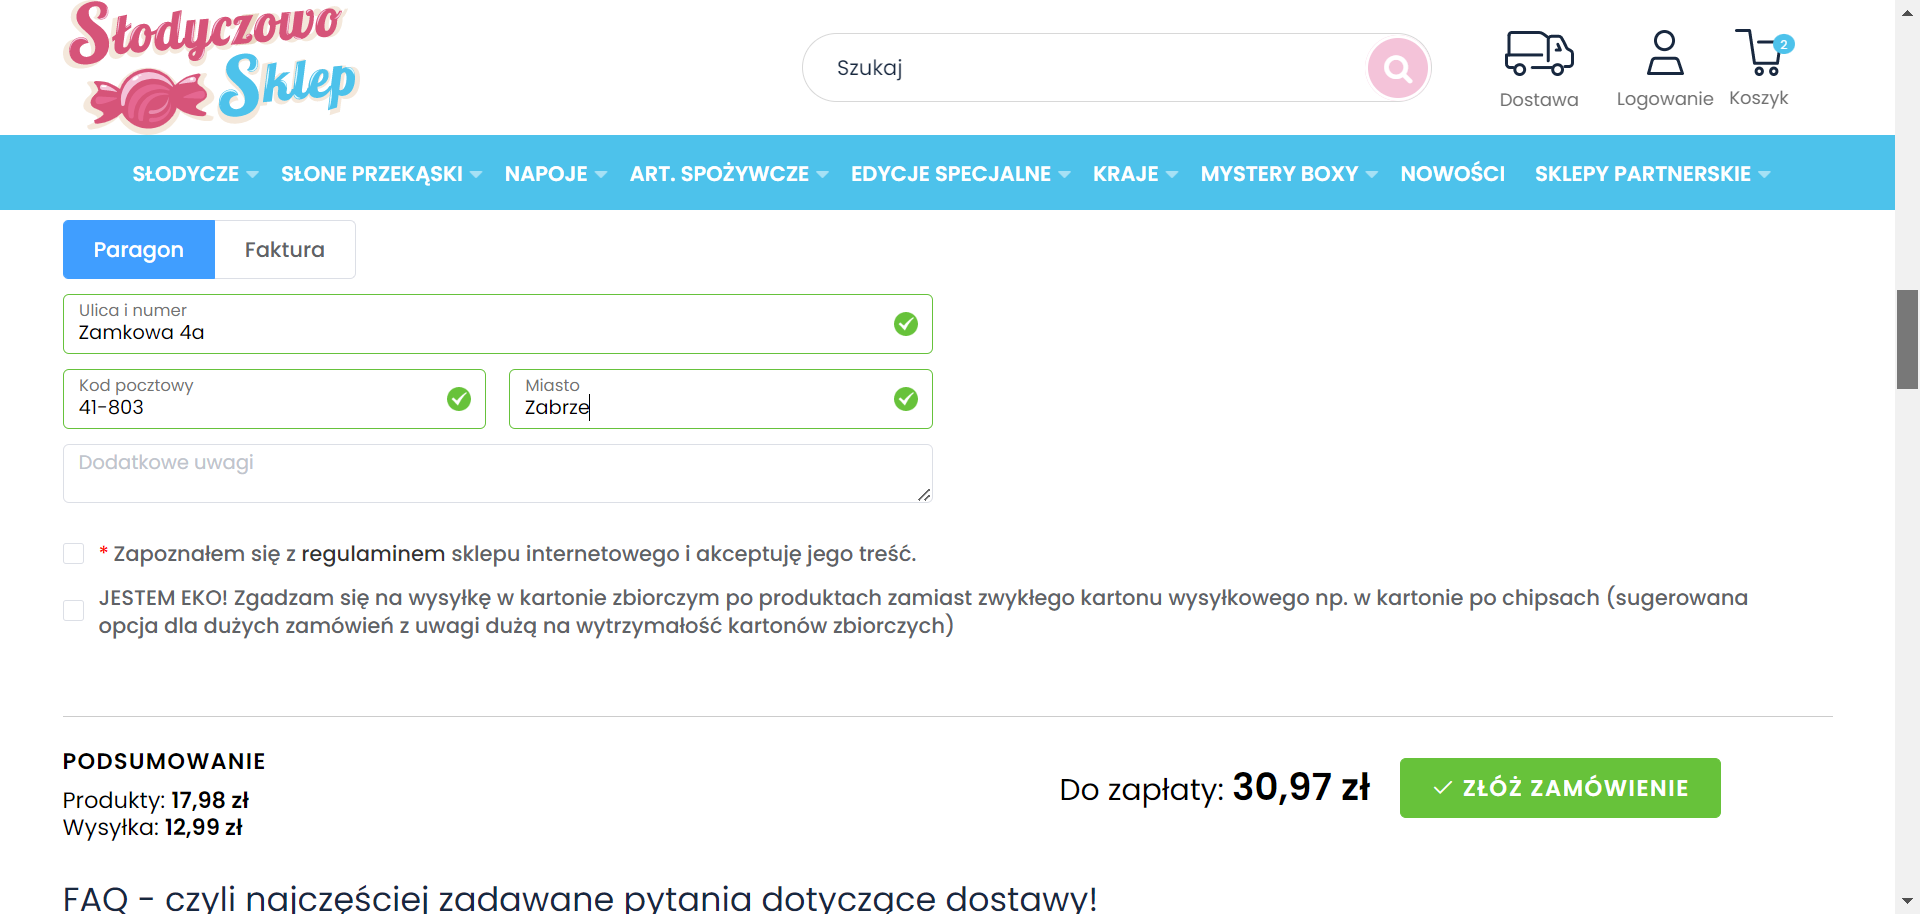 Słodyczowo
Sklep
Szukaj
Dostawa
Logowanie
2
Koszyk
SŁODYCZE
SŁONE PRZEKĄSKI
NAPOJE
ART. SPOŻYWCZE
EDYCJE SPECJALNE
KRAJE
MYSTERY BOXY
NOWOŚCI
SKLEPY PARTNERSKIE
Paragon
Faktura
Ulica i numer
Zamkowa 4a
Kod pocztowy
41-803
Miasto
Zabrze
Dodatkowe uwagi
* Zapoznałem się z regulaminem sklepu internetowego i akceptuję jego treść.
JESTEM EKO! Zgadzam się na wysyłkę w kartonie zbiorczym po produktach zamiast zwykłego kartonu wysyłkowego np. w kartonie po chipsach (sugerowana
opcja dla dużych zamówień z uwagi dużą na wytrzymałość kartonów zbiorczych)
PODSUMOWANIE
Produkty: 17,98 zł
Wysyłka: 12,99 zł
Do zapłaty: 30,97 zł
ZŁÓŻ ZAMÓWIENIE
FAQ - czyli najczęściej zadawane pytania dotyczące dostawy!